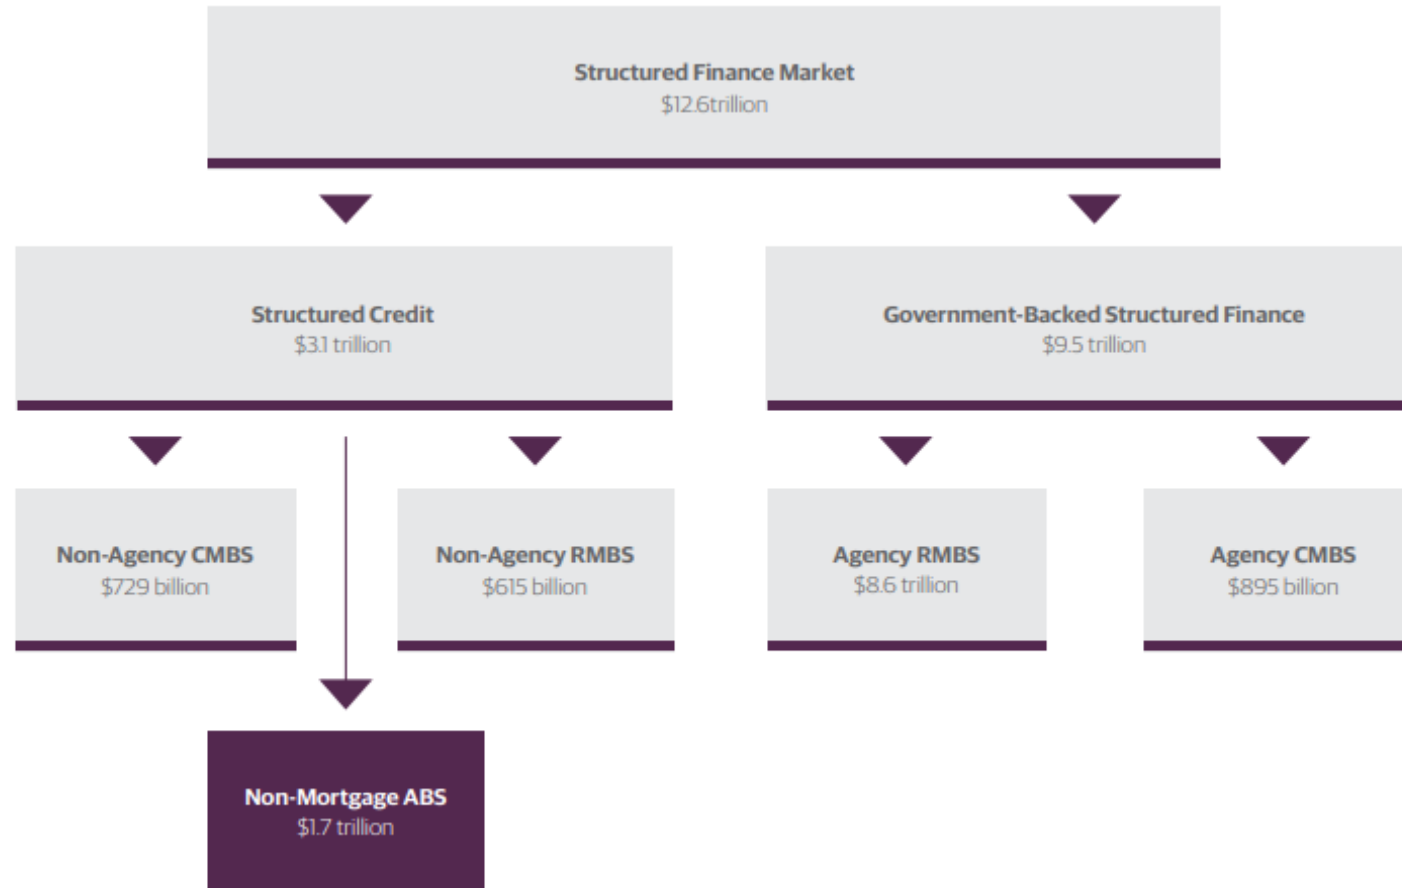 Structured Finance Market
$12.6trillion
Structured Credit
$3.1 trillion
Government-Backed Structured Finance
$9.5 trillion
Non-Agency CMBS
$729 billion
Non-Agency RMBS
$615 billion
Agency RMBS
$8.6 trillion
Agency CMBS
$895 billion
Non-Mortgage ABS
$1.7 trillion